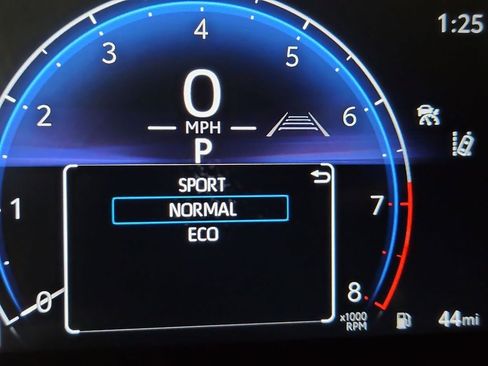 1:25
4
3
5
0
2
6
MPH
P
SPORT
1
NORMAL
7
ECO
0
8
x1000
RPM
44mi